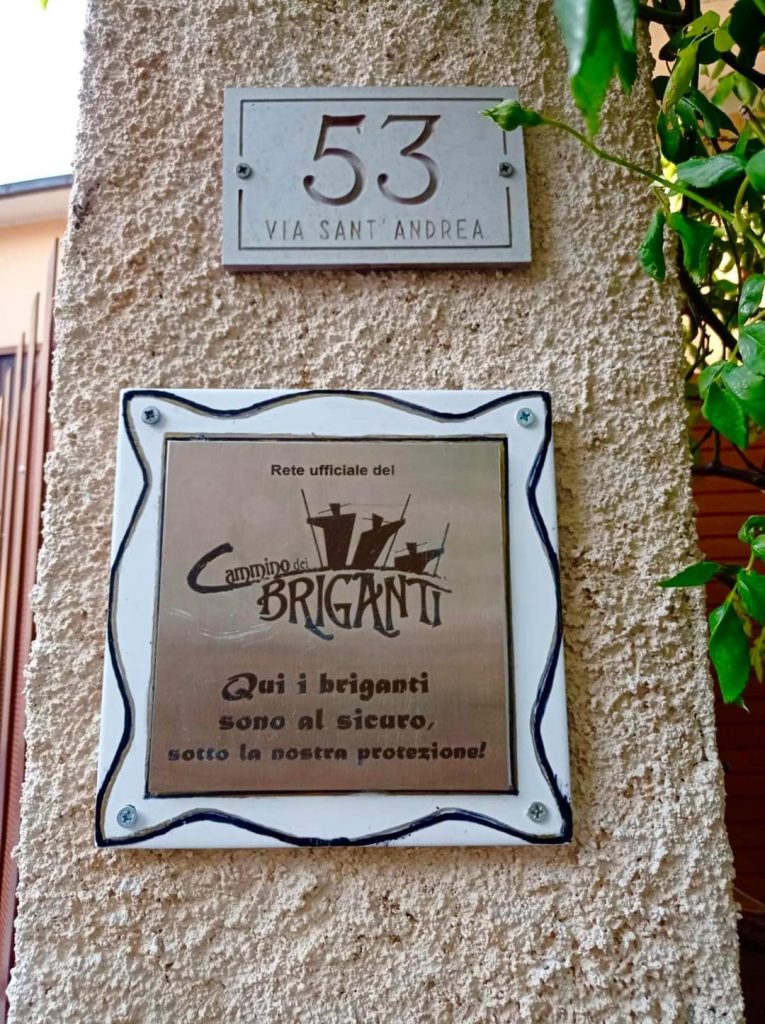 53
VIA SANT'ANDREA
Rete ufficiale del
Cammino dei
BRIGANTI
Qui i briganti
sono al sicuro,
sotto la nostra protezione!